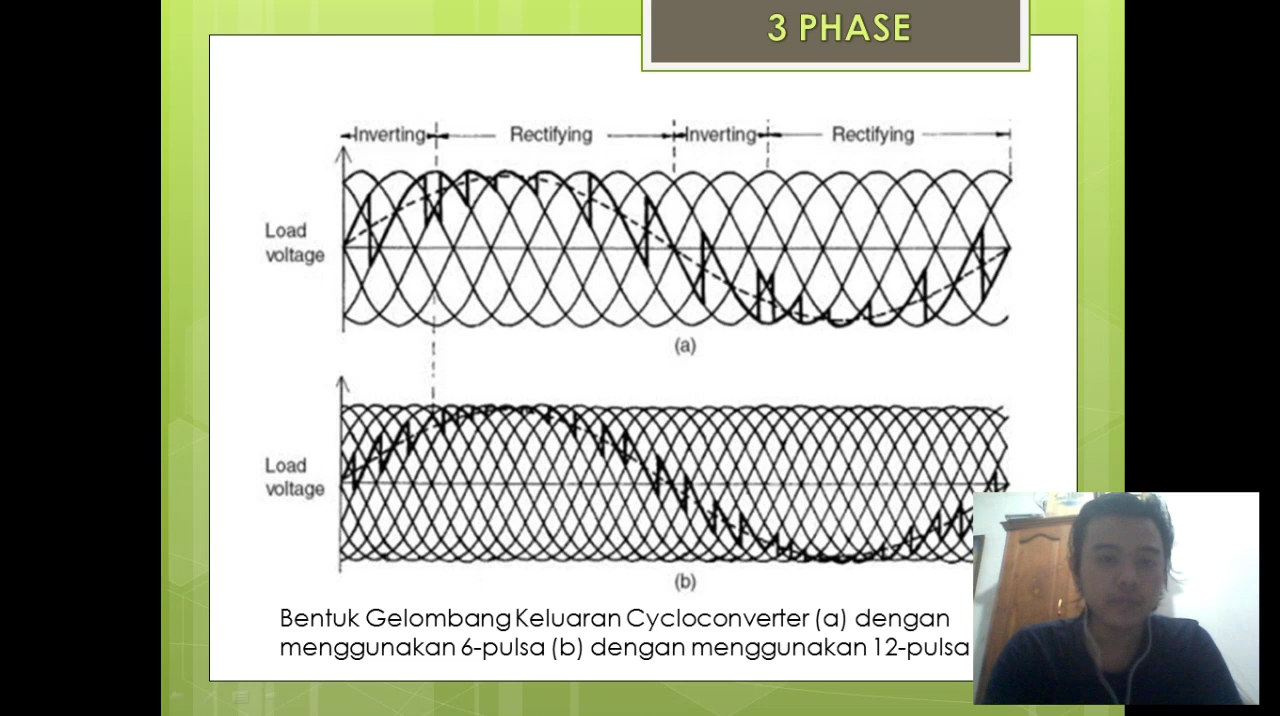 3 PHASE
Inverting Rectifying Inverting Rectifying
Load
voltage
(a)
Load
voltage
(b)
Bentuk Gelombang Keluaran Cycloconverter (a) dengan
menggunakan 6-pulsa (b) dengan menggunakan 12-pulsa